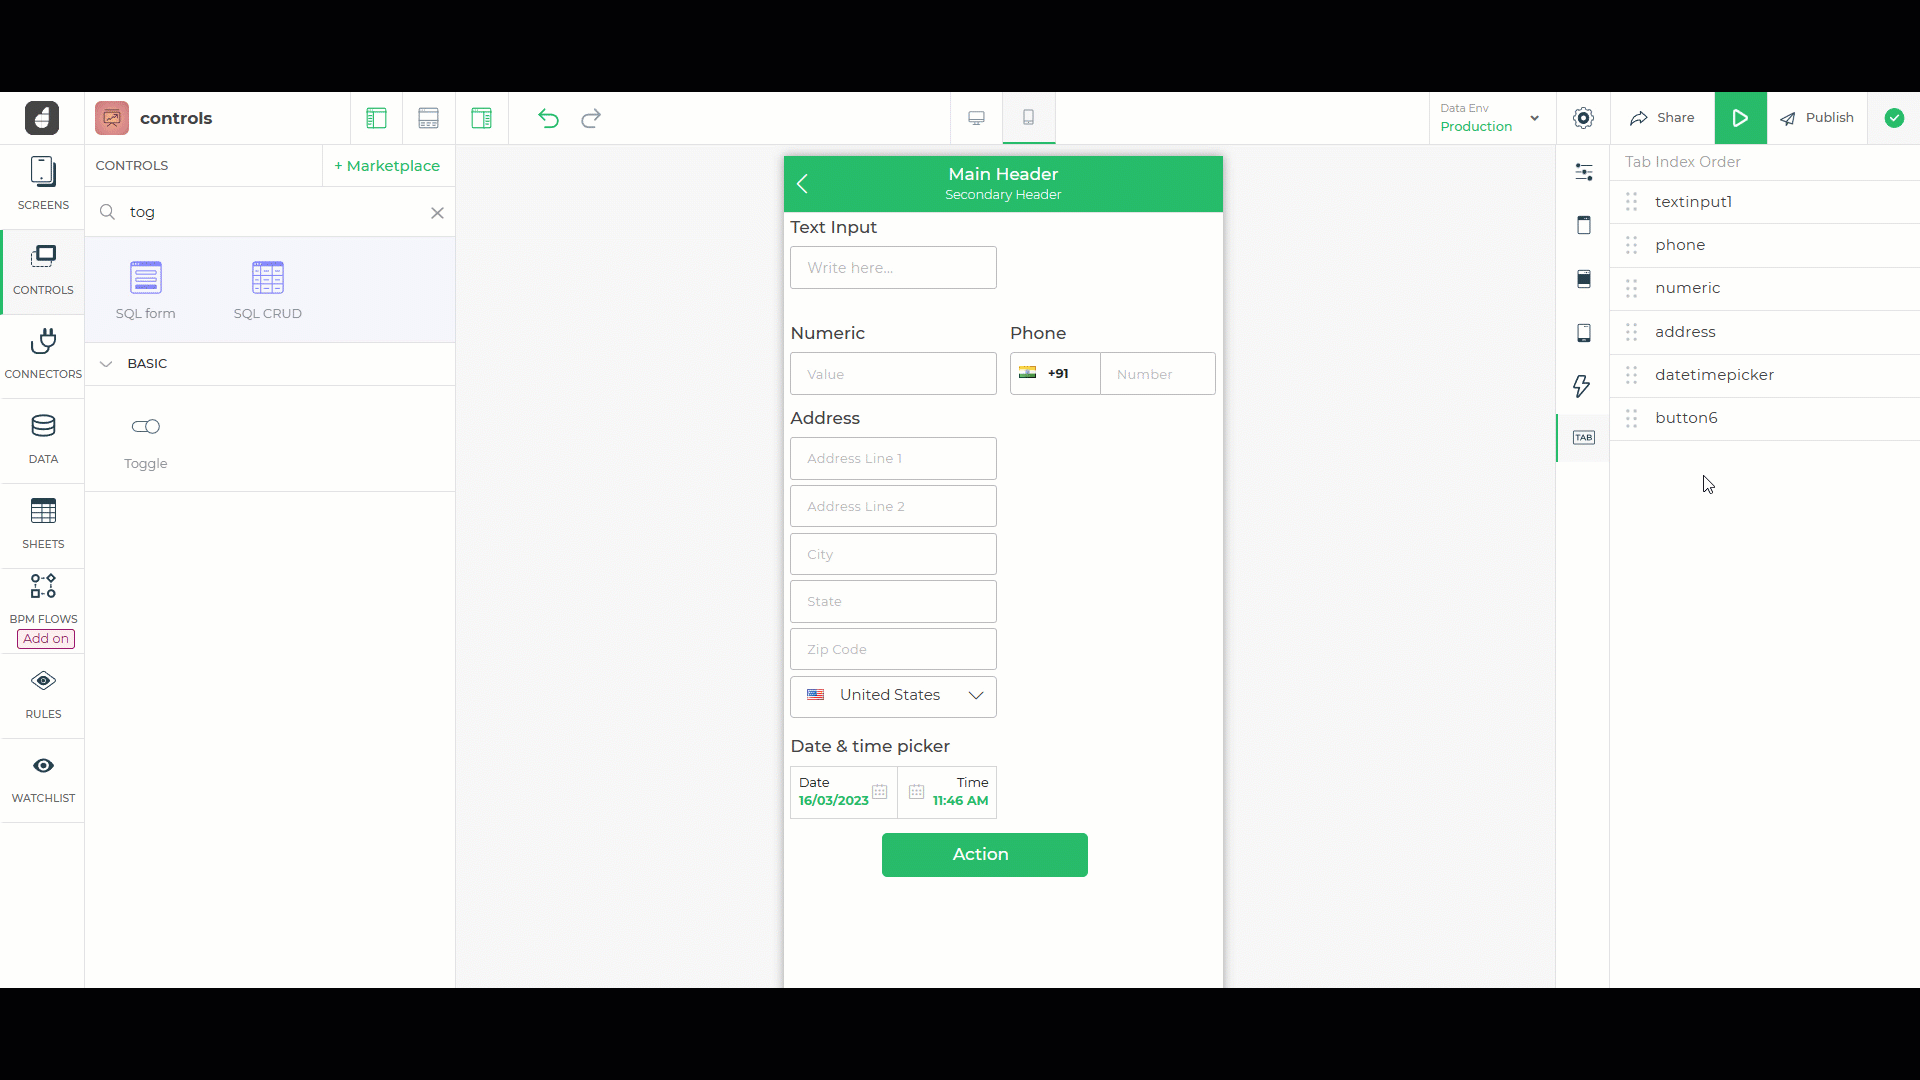 controls
Data Env
Production
Share
Publish
SCREENS
CONTROLS
CONNECTORS
DATA
SHEETS
BPM FLOWS
Add on
RULES
WATCHLIST
CONTROLS
+ Marketplace
tog
SQL form
SQL CRUD
BASIC
Toggle
Main Header
Secondary Header
Text Input
Write here...
Numeric
Phone
Value
+91
Number
Address
Address Line 1
Address Line 2
City
State
Zip Code
United States
Date & time picker
Date
Time
16/03/2023
11:46 AM
Action
TAB
Tab Index Order
textinput1
phone
numeric
address
datetimepicker
button6